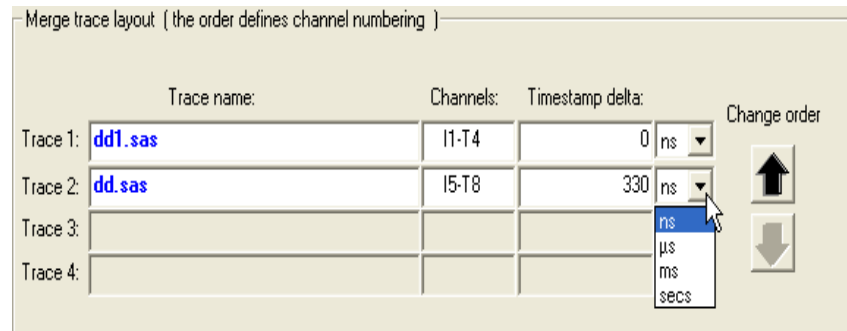 Merge trace layout ( the order defines channel numbering )
Trace name: Channels: Timestamp delta:
Change order
Trace 1: dd1.sas I1-T4 0 ns
Trace 2: dd.sas I5-T8 330 ns
Trace 3:
Trace 4:
ns
µs
ms
secs